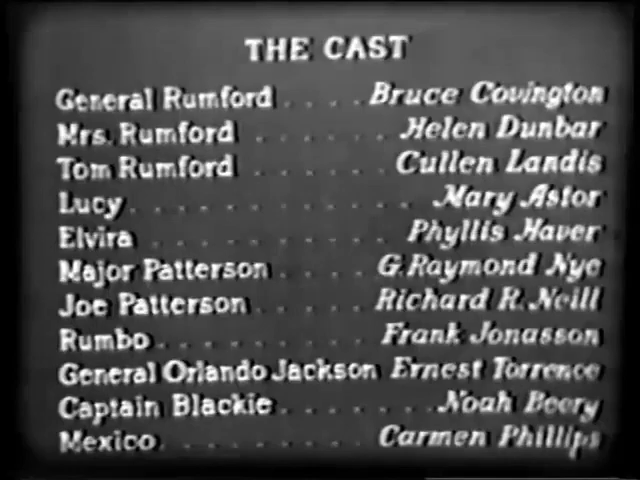 THE CAST
General Rumford . . . . Bruce Covington
Mrs. Rumford . . . . . . Helen Dunbar
Tom Rumford . . . . . . Cullen Landis
Lucy . . . . . . . . . . . Mary Astor
Elvira . . . . . . . . . . Phyllis Haver
Major Patterson . . . . G. Raymond Nye
Joe Patterson . . . . . Richard R. Neill
Rumbo . . . . . . . . . Frank Jonasson
General Orlando Jackson Ernest Torrence
Captain Blackie . . . . . . . Noah Beery
Mexico . . . . . . . . . Carmen Phillips